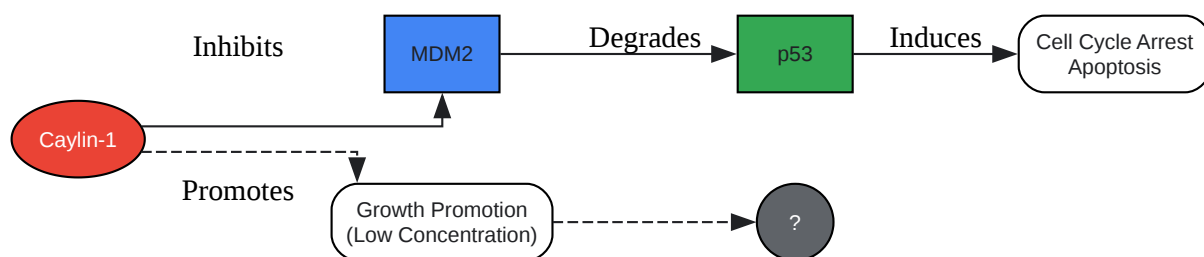 Inhibits
MDM2
Degrades
p53
Induces
Cell Cycle Arrest
Apoptosis
Caylin-1
Promotes
Growth Promotion
(Low Concentration)
?